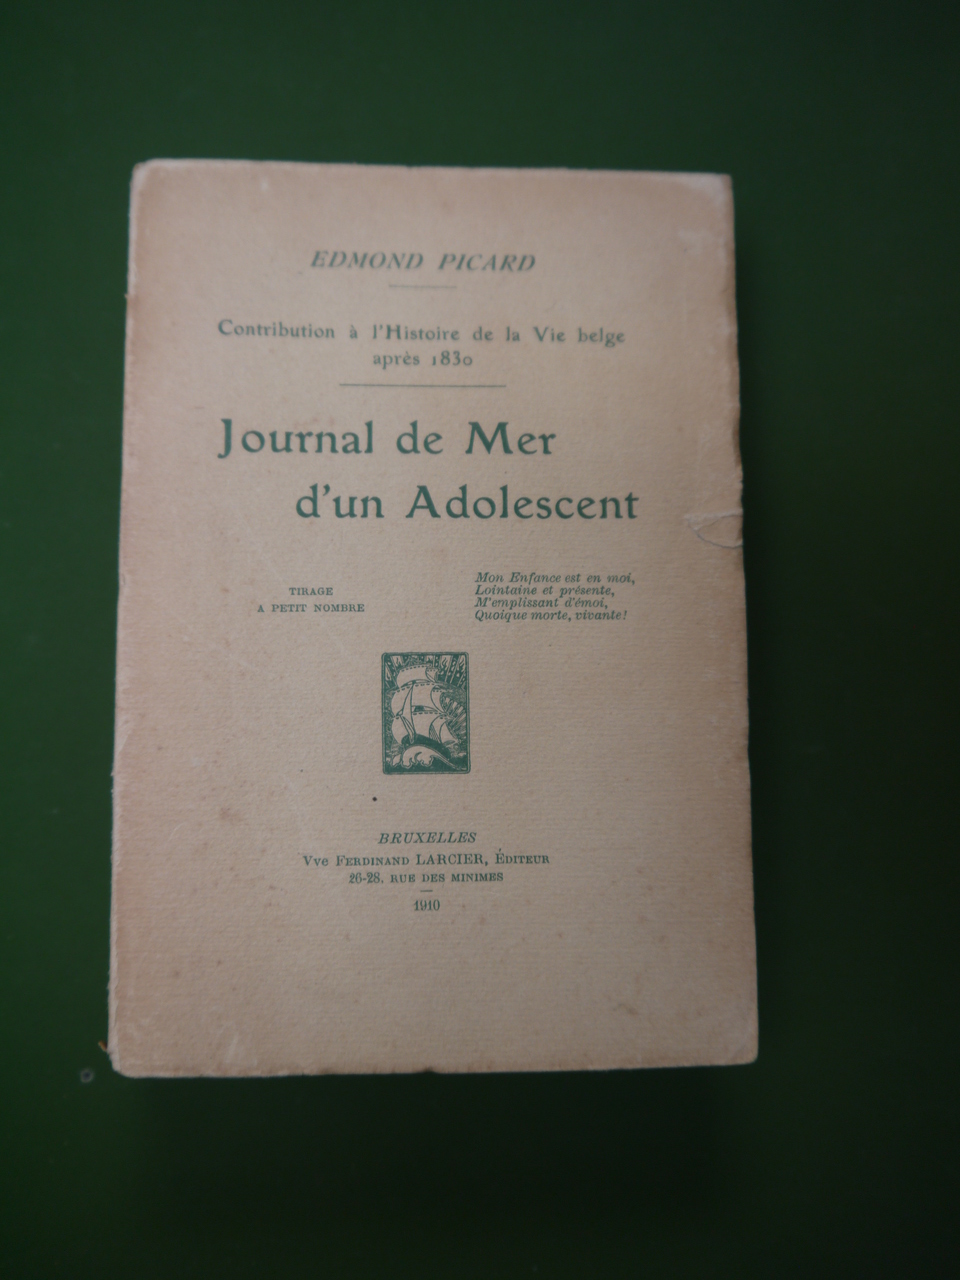 EDMOND PICARD
Contribution à l'Histoire de la Vie belge
après 1830
Journal de Mer
d'un Adolescent
TIRAGE
A PETIT NOMBRE
Mon Enfance est en moi,
Lointaine et présente,
M'emplissant d'émoi,
Quoique morte, vivante!
BRUXELLES
Vve FERDINAND LARCIER, ÉDITEUR
26-28, RUE DES MINIMES
1910